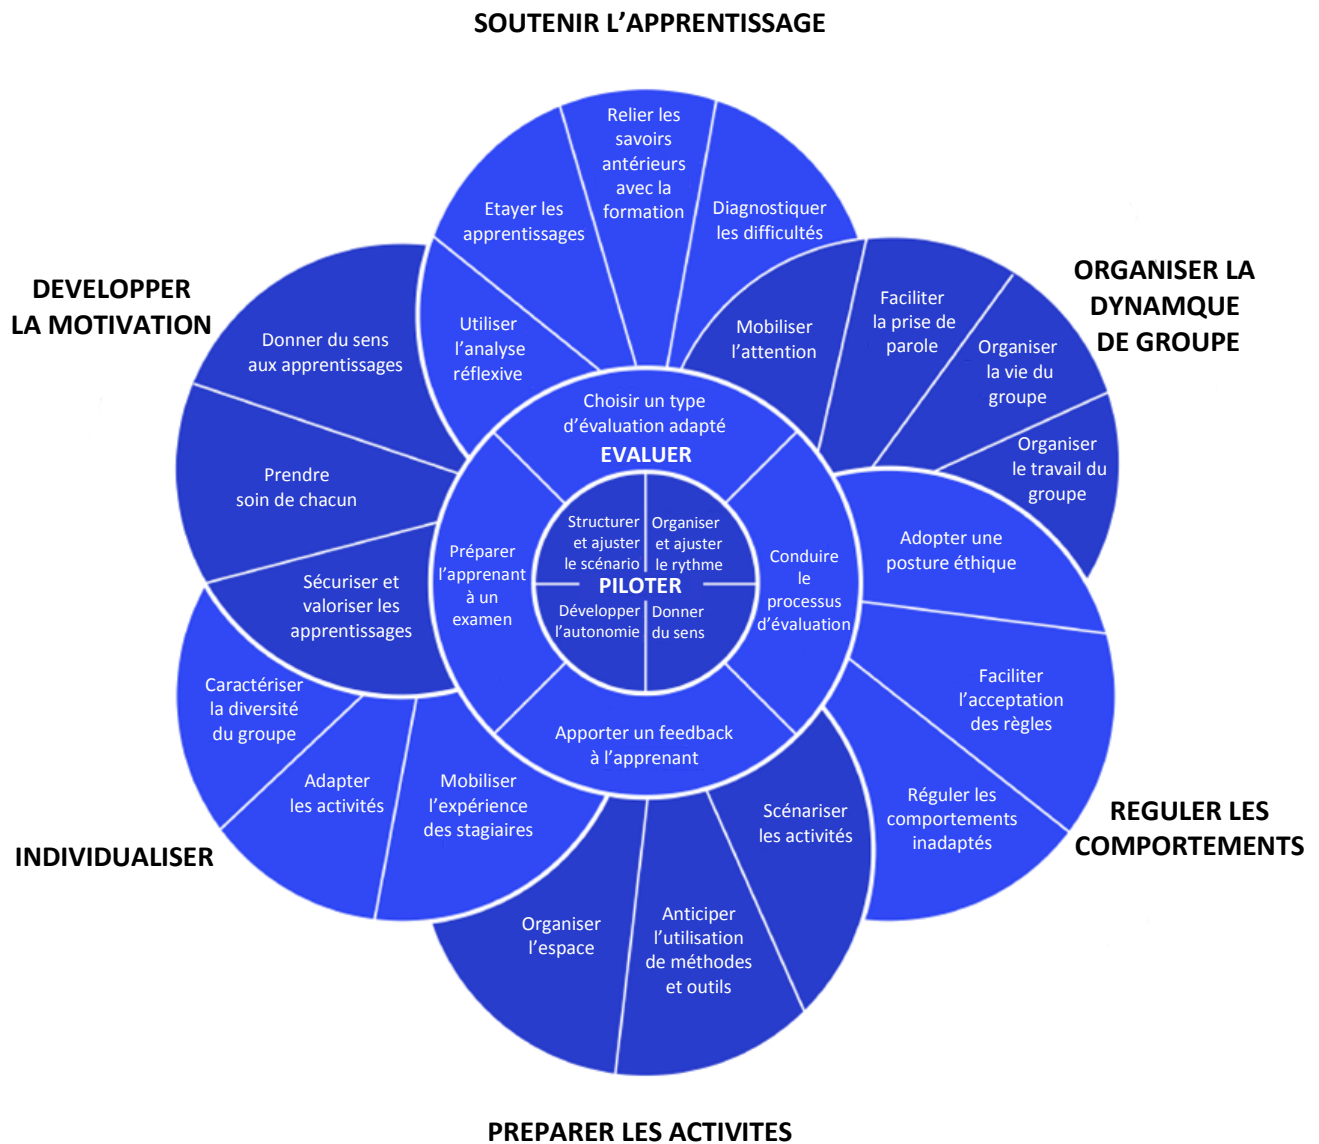 SOUTENIR L’APPRENTISSAGE
Relier les
savoirs
antérieurs
avec la
formation
Etayer les
apprentissages
Diagnostiquer
les difficultés
Utiliser
l’analyse
réflexive
DEVELOPPER
LA MOTIVATION
Donner du sens
aux apprentissages
Prendre
soin de chacun
Sécuriser et
valoriser les
apprentissages
ORGANISER LA
DYNAMQUE
DE GROUPE
Mobiliser
l’attention
Faciliter
la prise de
parole
Organiser
la vie du
groupe
Organiser
le travail du
groupe
Choisir un type
d’évaluation adapté
EVALUER
Préparer
l’apprenant
à un
examen
Conduire
le
processus
d’évaluation
Apporter un feedback
à l’apprenant
Structurer
et ajuster
le scénario
Organiser
et ajuster
le rythme
PILOTER
Développer
l’autonomie
Donner
du sens
Adopter une
posture éthique
Faciliter
l’acceptation
des règles
Réguler les
comportements
inadaptés
REGULER LES
COMPORTEMENTS
Caractériser
la diversité
du groupe
Adapter
les activités
Mobiliser
l’expérience
des stagiaires
INDIVIDUALISER
Scénariser
les activités
Organiser
l’espace
Anticiper
l’utilisation
de méthodes
et outils
PREPARER LES ACTIVITES